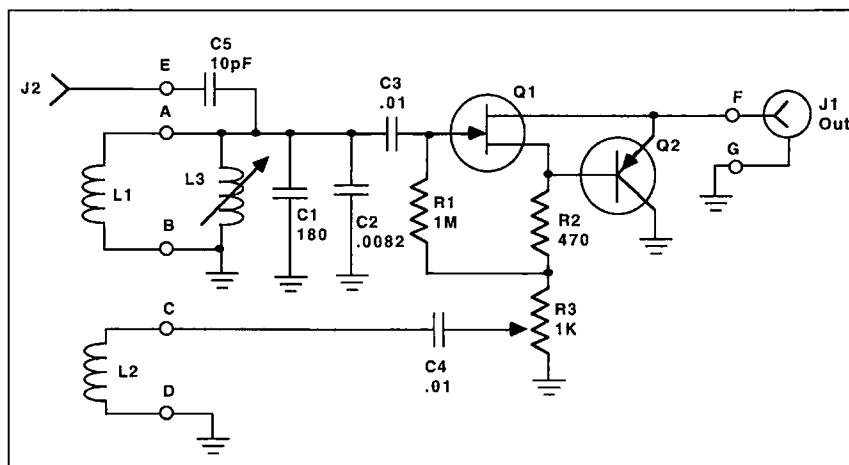 C5
10pF
E
J2
A
C3
.01
Q1
F
J1
Out
Q2
G
L1
L3
R1
1M
R2
470
C1
180
C2
.0082
B
C
R3
1K
C4
.01
L2
D